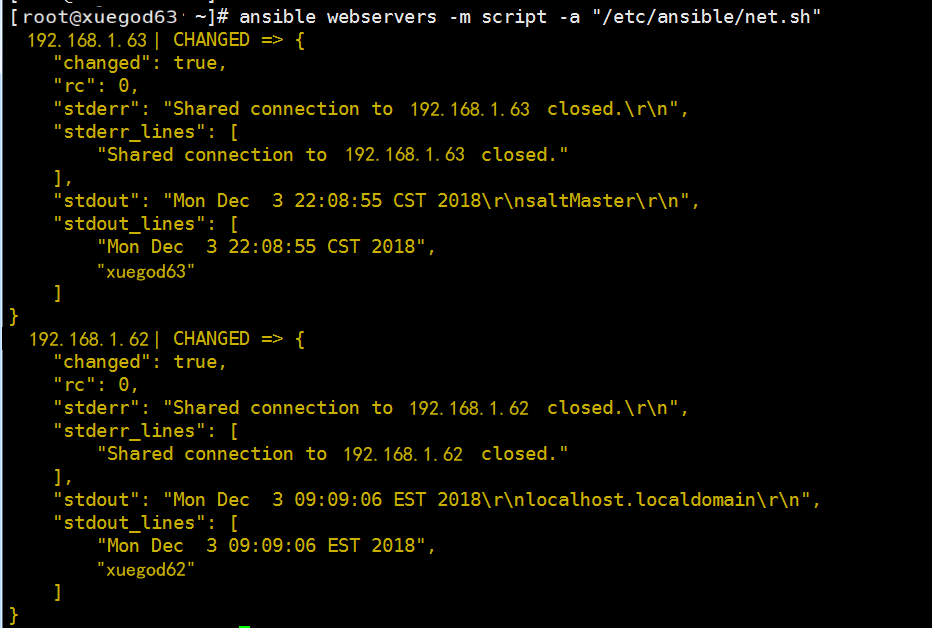 [root@xuegod63 ~]# ansible webservers -m script -a "/etc/ansible/net.sh"
192.168.1.63 | CHANGED => {
"changed": true,
"rc": 0,
"stderr": "Shared connection to 192.168.1.63 closed.\r\n",
"stderr_lines": [
"Shared connection to 192.168.1.63 closed."
],
"stdout": "Mon Dec  3 22:08:55 CST 2018\r\nsaltMaster\r\n",
"stdout_lines": [
"Mon Dec  3 22:08:55 CST 2018",
"xuegod63"
]
}
192.168.1.62 | CHANGED => {
"changed": true,
"rc": 0,
"stderr": "Shared connection to 192.168.1.62 closed.\r\n",
"stderr_lines": [
"Shared connection to 192.168.1.62 closed."
],
"stdout": "Mon Dec  3 09:09:06 EST 2018\r\nlocalhost.localdomain\r\n",
"stdout_lines": [
"Mon Dec  3 09:09:06 EST 2018",
"xuegod62"
]
}